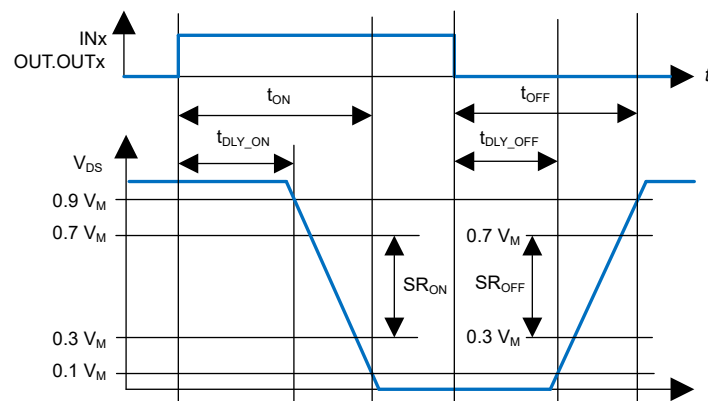 INx
OUT.OUTx
t
tON
tOFF
tDLY_ON
tDLY_OFF
VDS
0.9 VM
0.7 VM
0.7 VM
SRON
SROFF
0.3 VM
0.3 VM
0.1 VM
t